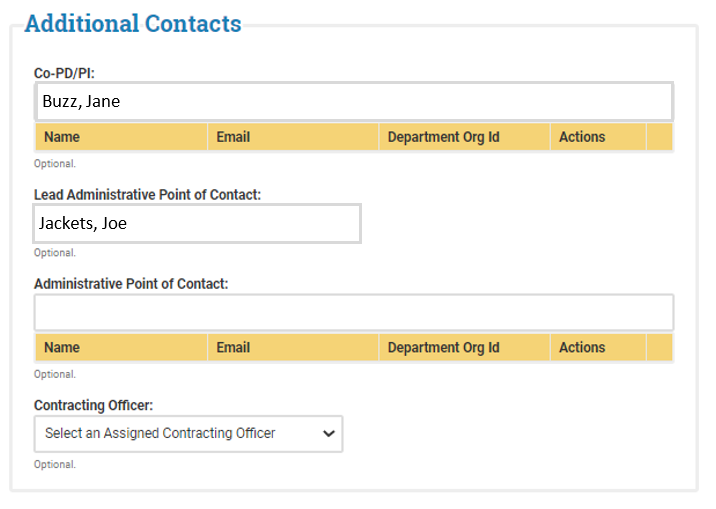 Additional Contacts
Co-PD/PI:
Buzz, Jane
Name Email Department Org Id Actions
Optional.
Lead Administrative Point of Contact:
Jackets, Joe
Optional.
Administrative Point of Contact:
Name Email Department Org Id Actions
Optional.
Contracting Officer:
Select an Assigned Contracting Officer
Optional.